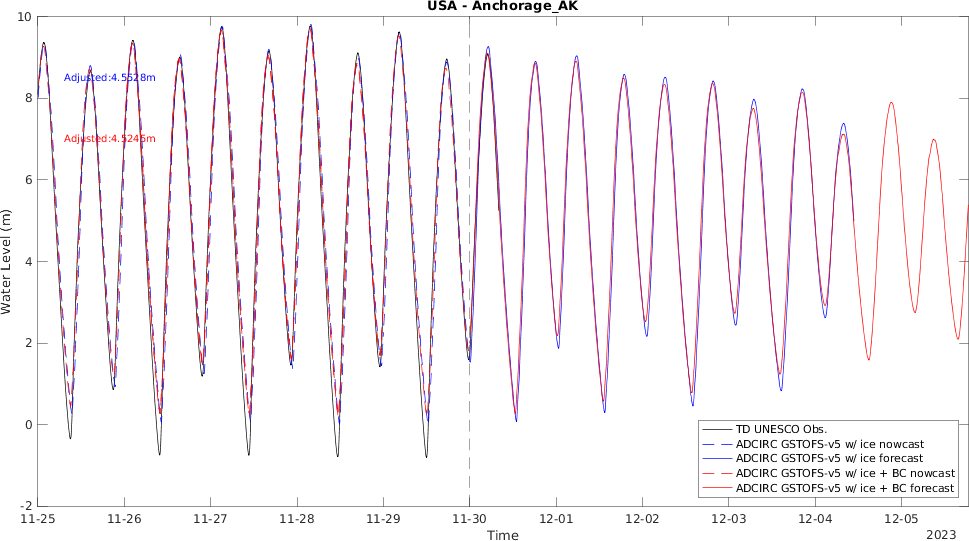 USA - Anchorage_AK
10
8
6
4
2
0
-2
Water Level (m)
Adjusted:4.5528m
Adjusted:4.5245m
TD UNESCO Obs.
ADCIRC GSTOFS-v5 w/ ice nowcast
ADCIRC GSTOFS-v5 w/ ice forecast
ADCIRC GSTOFS-v5 w/ ice + BC nowcast
ADCIRC GSTOFS-v5 w/ ice + BC forecast
11-25 11-26 11-27 11-28 11-29 11-30 12-01 12-02 12-03 12-04 12-05
Time
2023